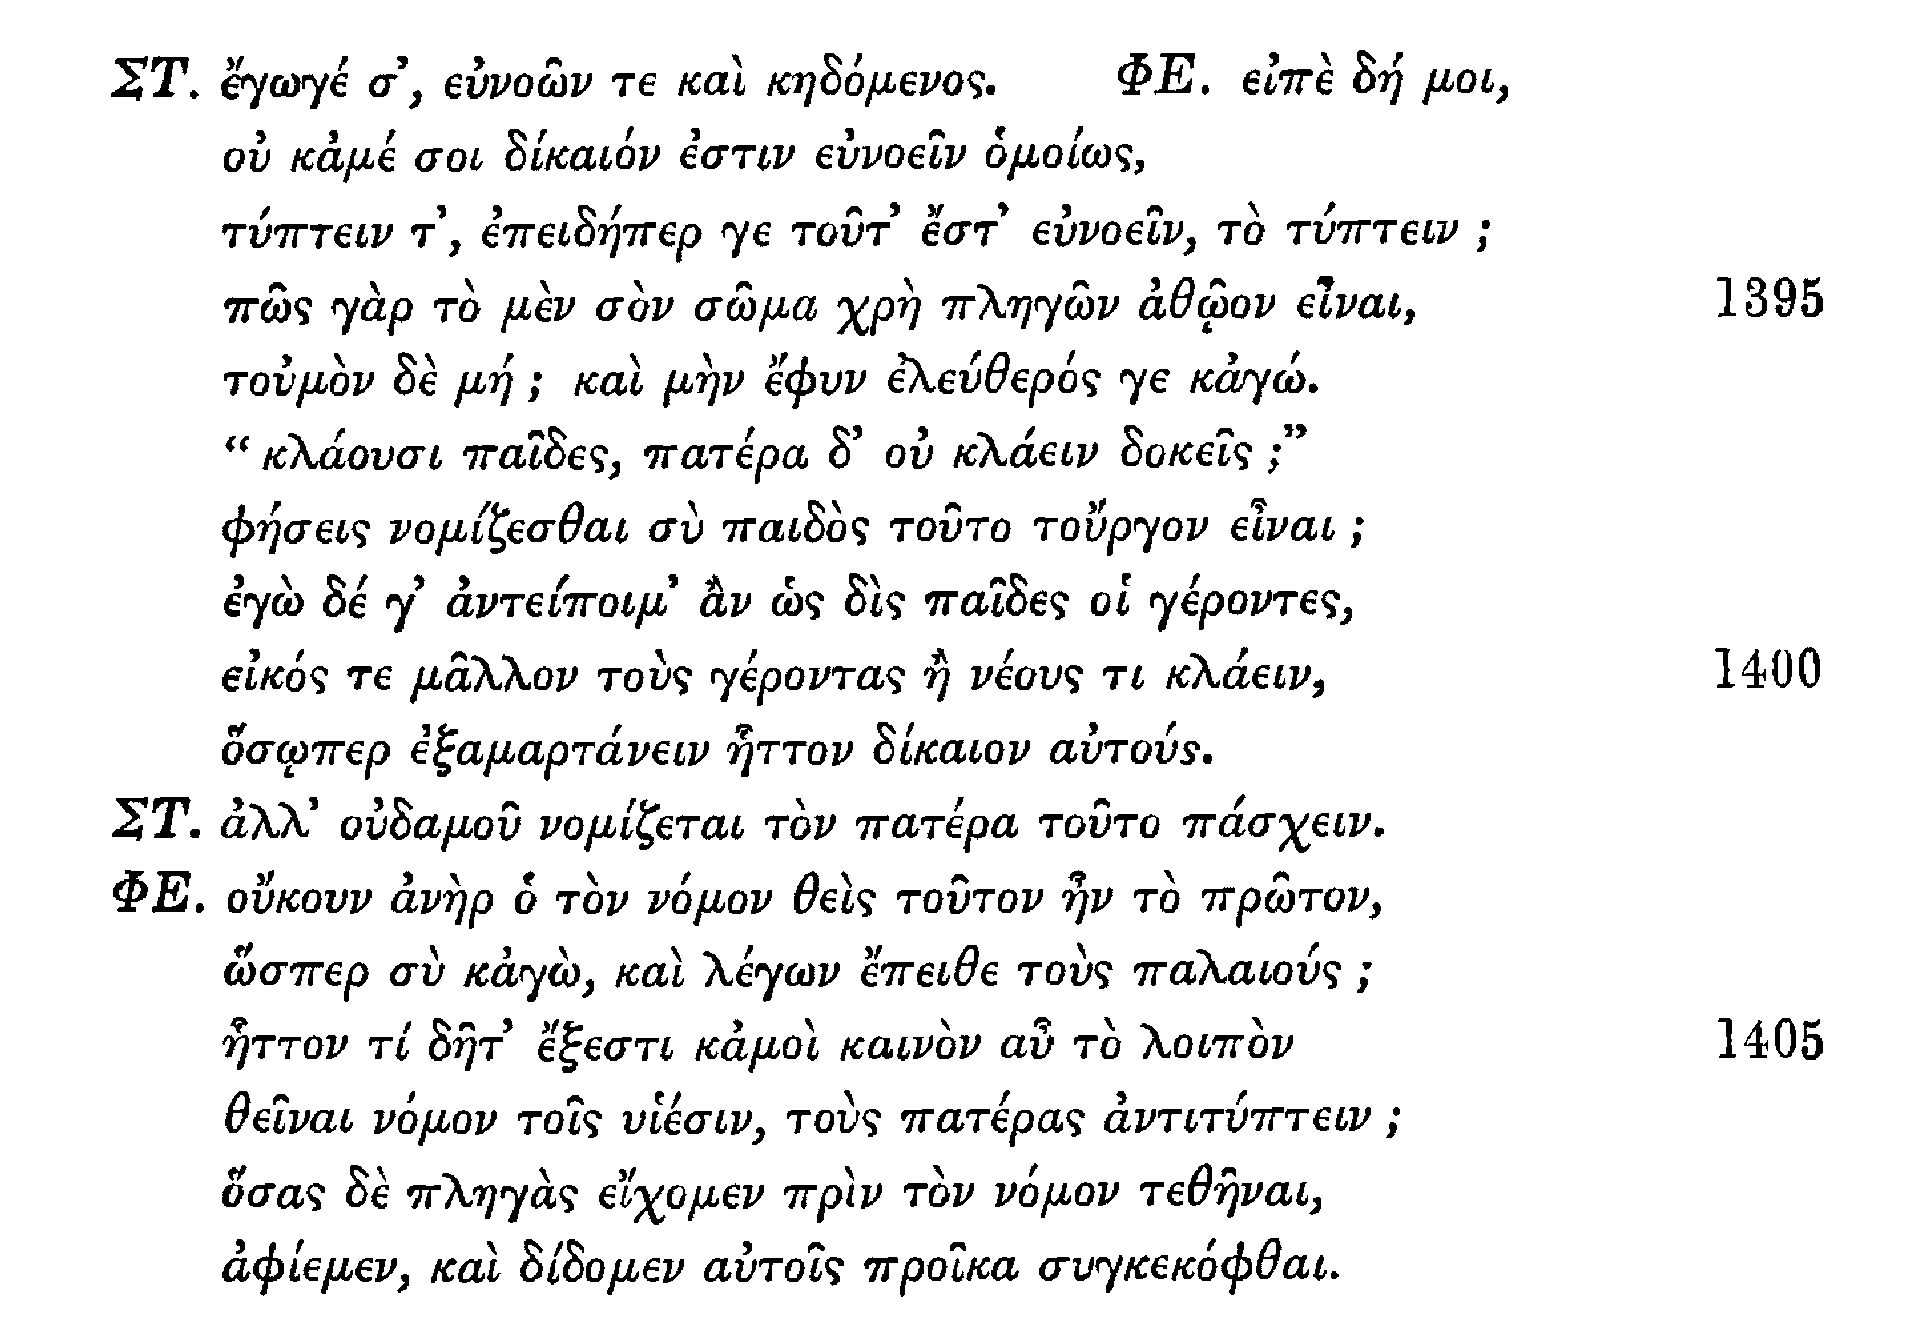 ΣΤ. ἔγωγέ σ’, εὐνοῶν τε καὶ κηδόμενος. ΦΕ. εἰπὲ δή μοι,
οὐ κἀμέ σοι δίκαιόν ἐστιν εὐνοεῖν ὁμοίως,
τύπτειν τ’, ἐπειδήπερ γε τοῦτ’ ἔστ’ εὐνοεῖν, τὸ τύπτειν ;
πῶς γὰρ τὸ μὲν σὸν σῶμα χρὴ πληγῶν ἀθῷον εἶναι, 1395
τοὐμὸν δὲ μή ; καὶ μὴν ἔφυν ἐλεύθερός γε κἀγώ.
“ κλάουσι παῖδες, πατέρα δ’ οὐ κλάειν δοκεῖς ;”
φήσεις νομίζεσθαι σὺ παιδὸς τοῦτο τοὔργον εἶναι ;
ἐγὼ δέ γ’ ἀντείποιμ’ ἂν ὡς δὶς παῖδες οἱ γέροντες,
εἰκός τε μᾶλλον τοὺς γέροντας ἢ νέους τι κλάειν, 1400
ὅσῳπερ ἐξαμαρτάνειν ἧττον δίκαιον αὐτούς.
ΣΤ. ἀλλ’ οὐδαμοῦ νομίζεται τὸν πατέρα τοῦτο πάσχειν.
ΦΕ. οὔκουν ἀνὴρ ὁ τὸν νόμον θεὶς τοῦτον ἦν τὸ πρῶτον,
ὥσπερ σὺ κἀγὼ, καὶ λέγων ἔπειθε τοὺς παλαιούς ;
ἧττον τί δῆτ’ ἔξεστι κἀμοὶ καινὸν αὖ τὸ λοιπὸν 1405
θεῖναι νόμον τοῖς υἱέσιν, τοὺς πατέρας ἀντιτύπτειν ;
ὅσας δὲ πληγὰς εἴχομεν πρὶν τὸν νόμον τεθῆναι,
ἀφίεμεν, καὶ δίδομεν αὐτοῖς προῖκα συγκεκόφθαι.